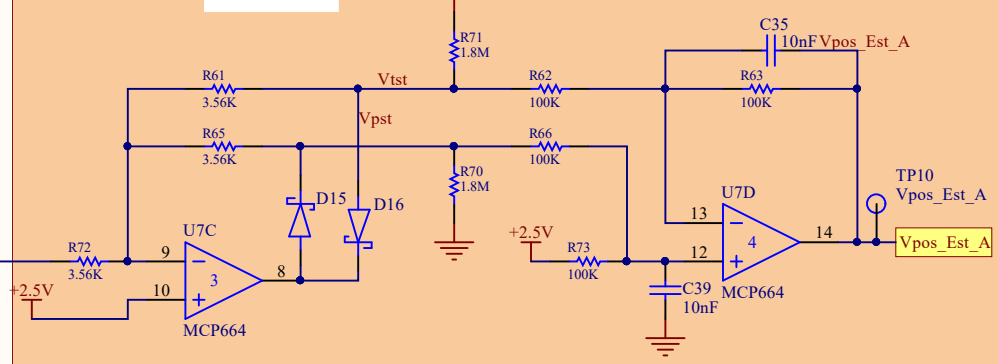 C35
10nF Vpos_Est_A
R71
1.8M
R61
3.56K
Vtst
R62
100K
R63
100K
Vpst
R65
3.56K
R66
100K
R70
1.8M
TP10
Vpos_Est_A
D15
D16
U7D
13
12
4
14
MCP664
Vpos_Est_A
U7C
9
10
3
8
MCP664
R72
3.56K
+2.5V
+2.5V
R73
100K
C39
10nF